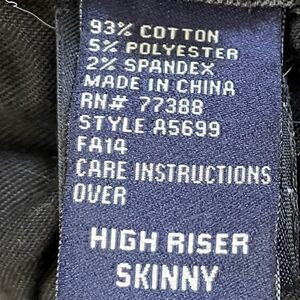 93% COTTON
5% POLYESTER
2% SPANDEX
MADE IN CHINA
RN# 77388
STYLE A5699
FA14
CARE INSTRUCTIONS
OVER
HIGH RISER
SKINNY